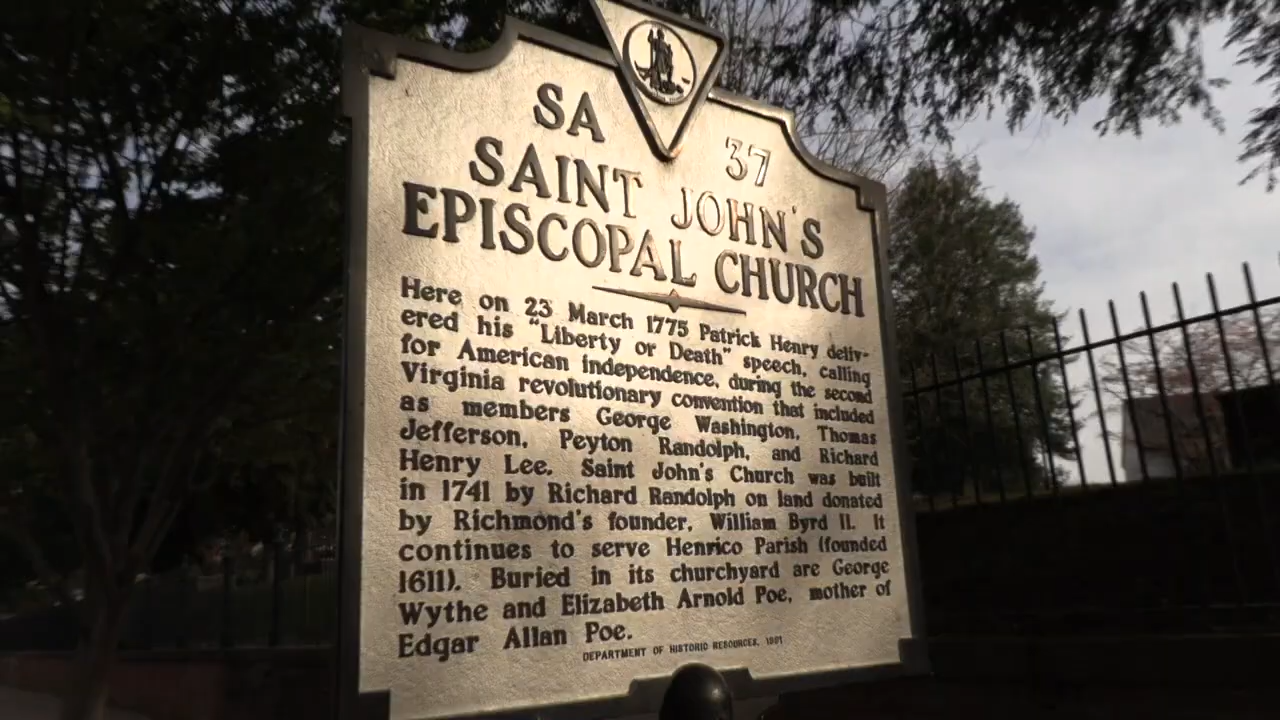 SA 37
SAINT JOHN'S
EPISCOPAL CHURCH
Here on 23 March 1775 Patrick Henry deliv-
ered his "Liberty or Death" speech, calling
for American independence, during the second
Virginia revolutionary convention that included
as members George Washington, Thomas
Jefferson, Peyton Randolph, and Richard
Henry Lee. Saint John's Church was built
in 1741 by Richard Randolph on land donated
by Richmond's founder, William Byrd II. It
continues to serve Henrico Parish (founded
1611). Buried in its churchyard are George
Wythe and Elizabeth Arnold Poe, mother of
Edgar Allan Poe.
DEPARTMENT OF HISTORIC RESOURCES, 1991